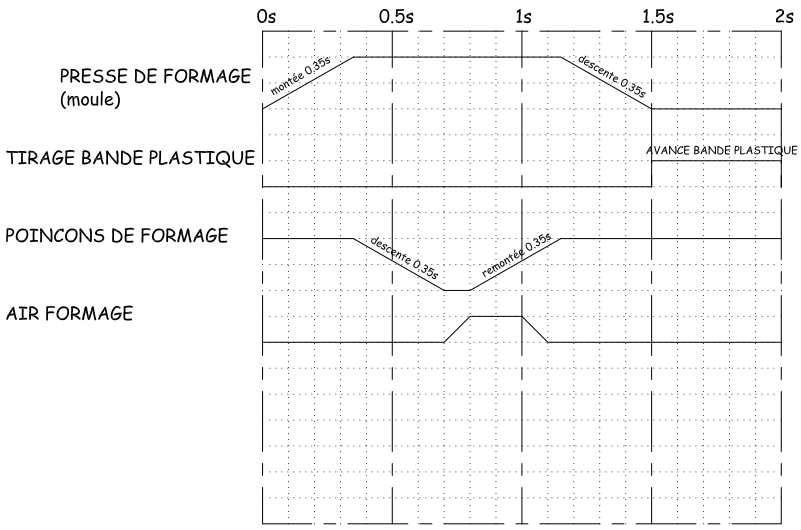 0s 0.5s 1s 1.5s 2s
montée 0.35s
descente 0.35s
PRESSE DE FORMAGE
(moule)
AVANCE BANDE PLASTIQUE
TIRAGE BANDE PLASTIQUE
POINCONS DE FORMAGE
descente 0.35s
remontée 0.35s
AIR FORMAGE